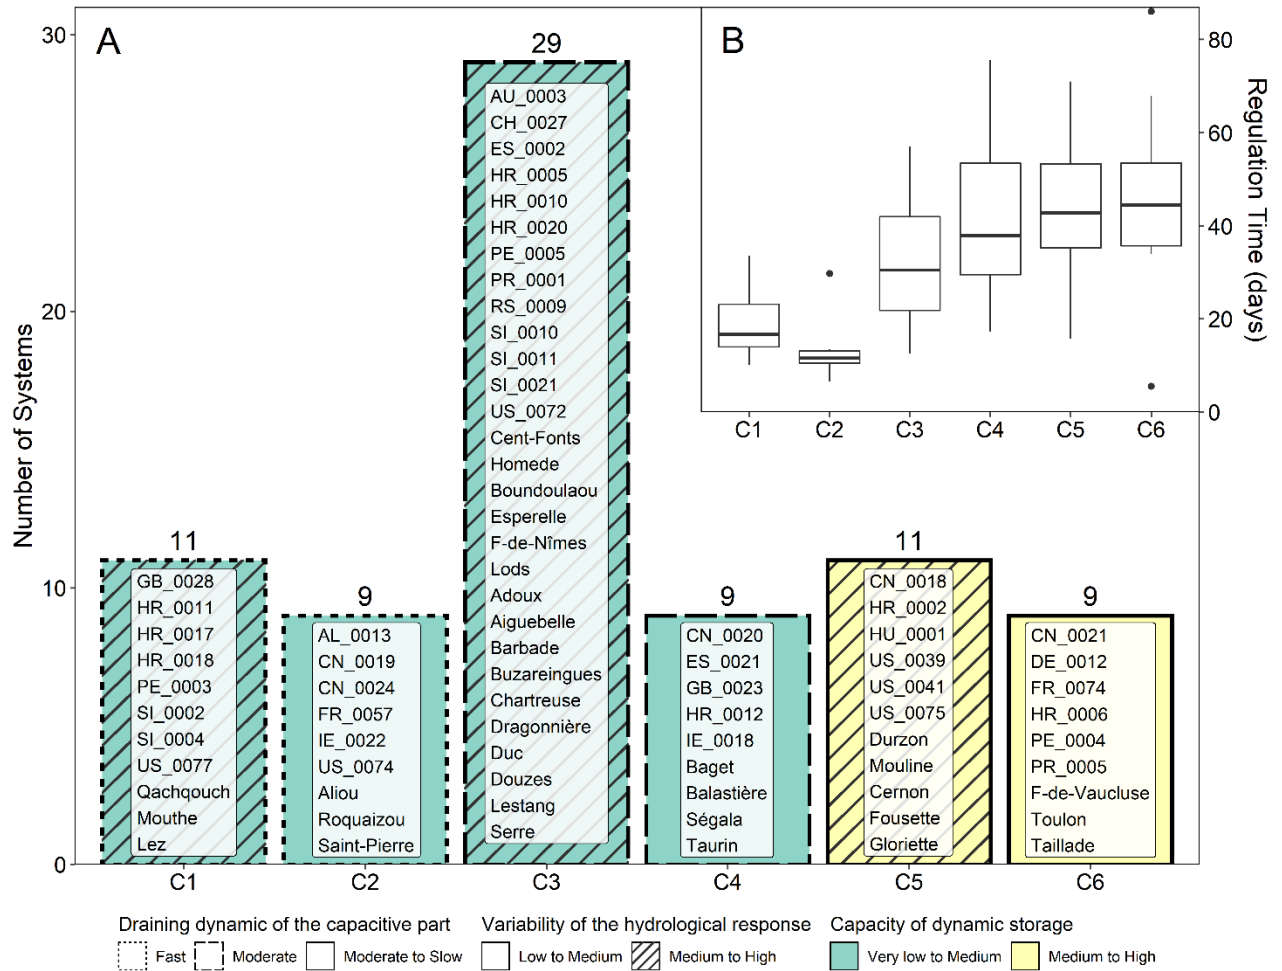 A
B
Number of Systems
30
20
10
0
29
11
9
9
11
9
GB_0028
HR_0011
HR_0017
HR_0018
PE_0003
SI_0002
SI_0004
US_0077
Qachqouch
Mouthe
Lez
AL_0013
CN_0019
CN_0024
FR_0057
IE_0022
US_0074
Aliou
Roquaizou
Saint-Pierre
AU_0003
CH_0027
ES_0002
HR_0005
HR_0010
HR_0020
PE_0005
PR_0001
RS_0009
SI_0010
SI_0011
SI_0021
US_0072
Cent-Fonts
Homede
Boundoulaou
Esperelle
F-de-Nîmes
Lods
Adoux
Aiguebelle
Barbade
Buzareingues
Chartreuse
Dragonnière
Duc
Douzes
Lestang
Serre
CN_0020
ES_0021
GB_0023
HR_0012
IE_0018
Baget
Balastière
Ségala
Taurin
CN_0018
HR_0002
HU_0001
US_0039
US_0041
US_0075
Durzon
Mouline
Cernon
Fousette
Gloriette
CN_0021
DE_0012
FR_0074
HR_0006
PE_0004
PR_0005
F-de-Vaucluse
Toulon
Taillade
C1 C2 C3 C4 C5 C6
80
60
40
20
0
Regulation Time (days)
C1 C2 C3 C4 C5 C6
Draining dynamic of the capacitive part
Fast Moderate Moderate to Slow
Variability of the hydrological response
Low to Medium Medium to High
Capacity of dynamic storage
Very low to Medium Medium to High